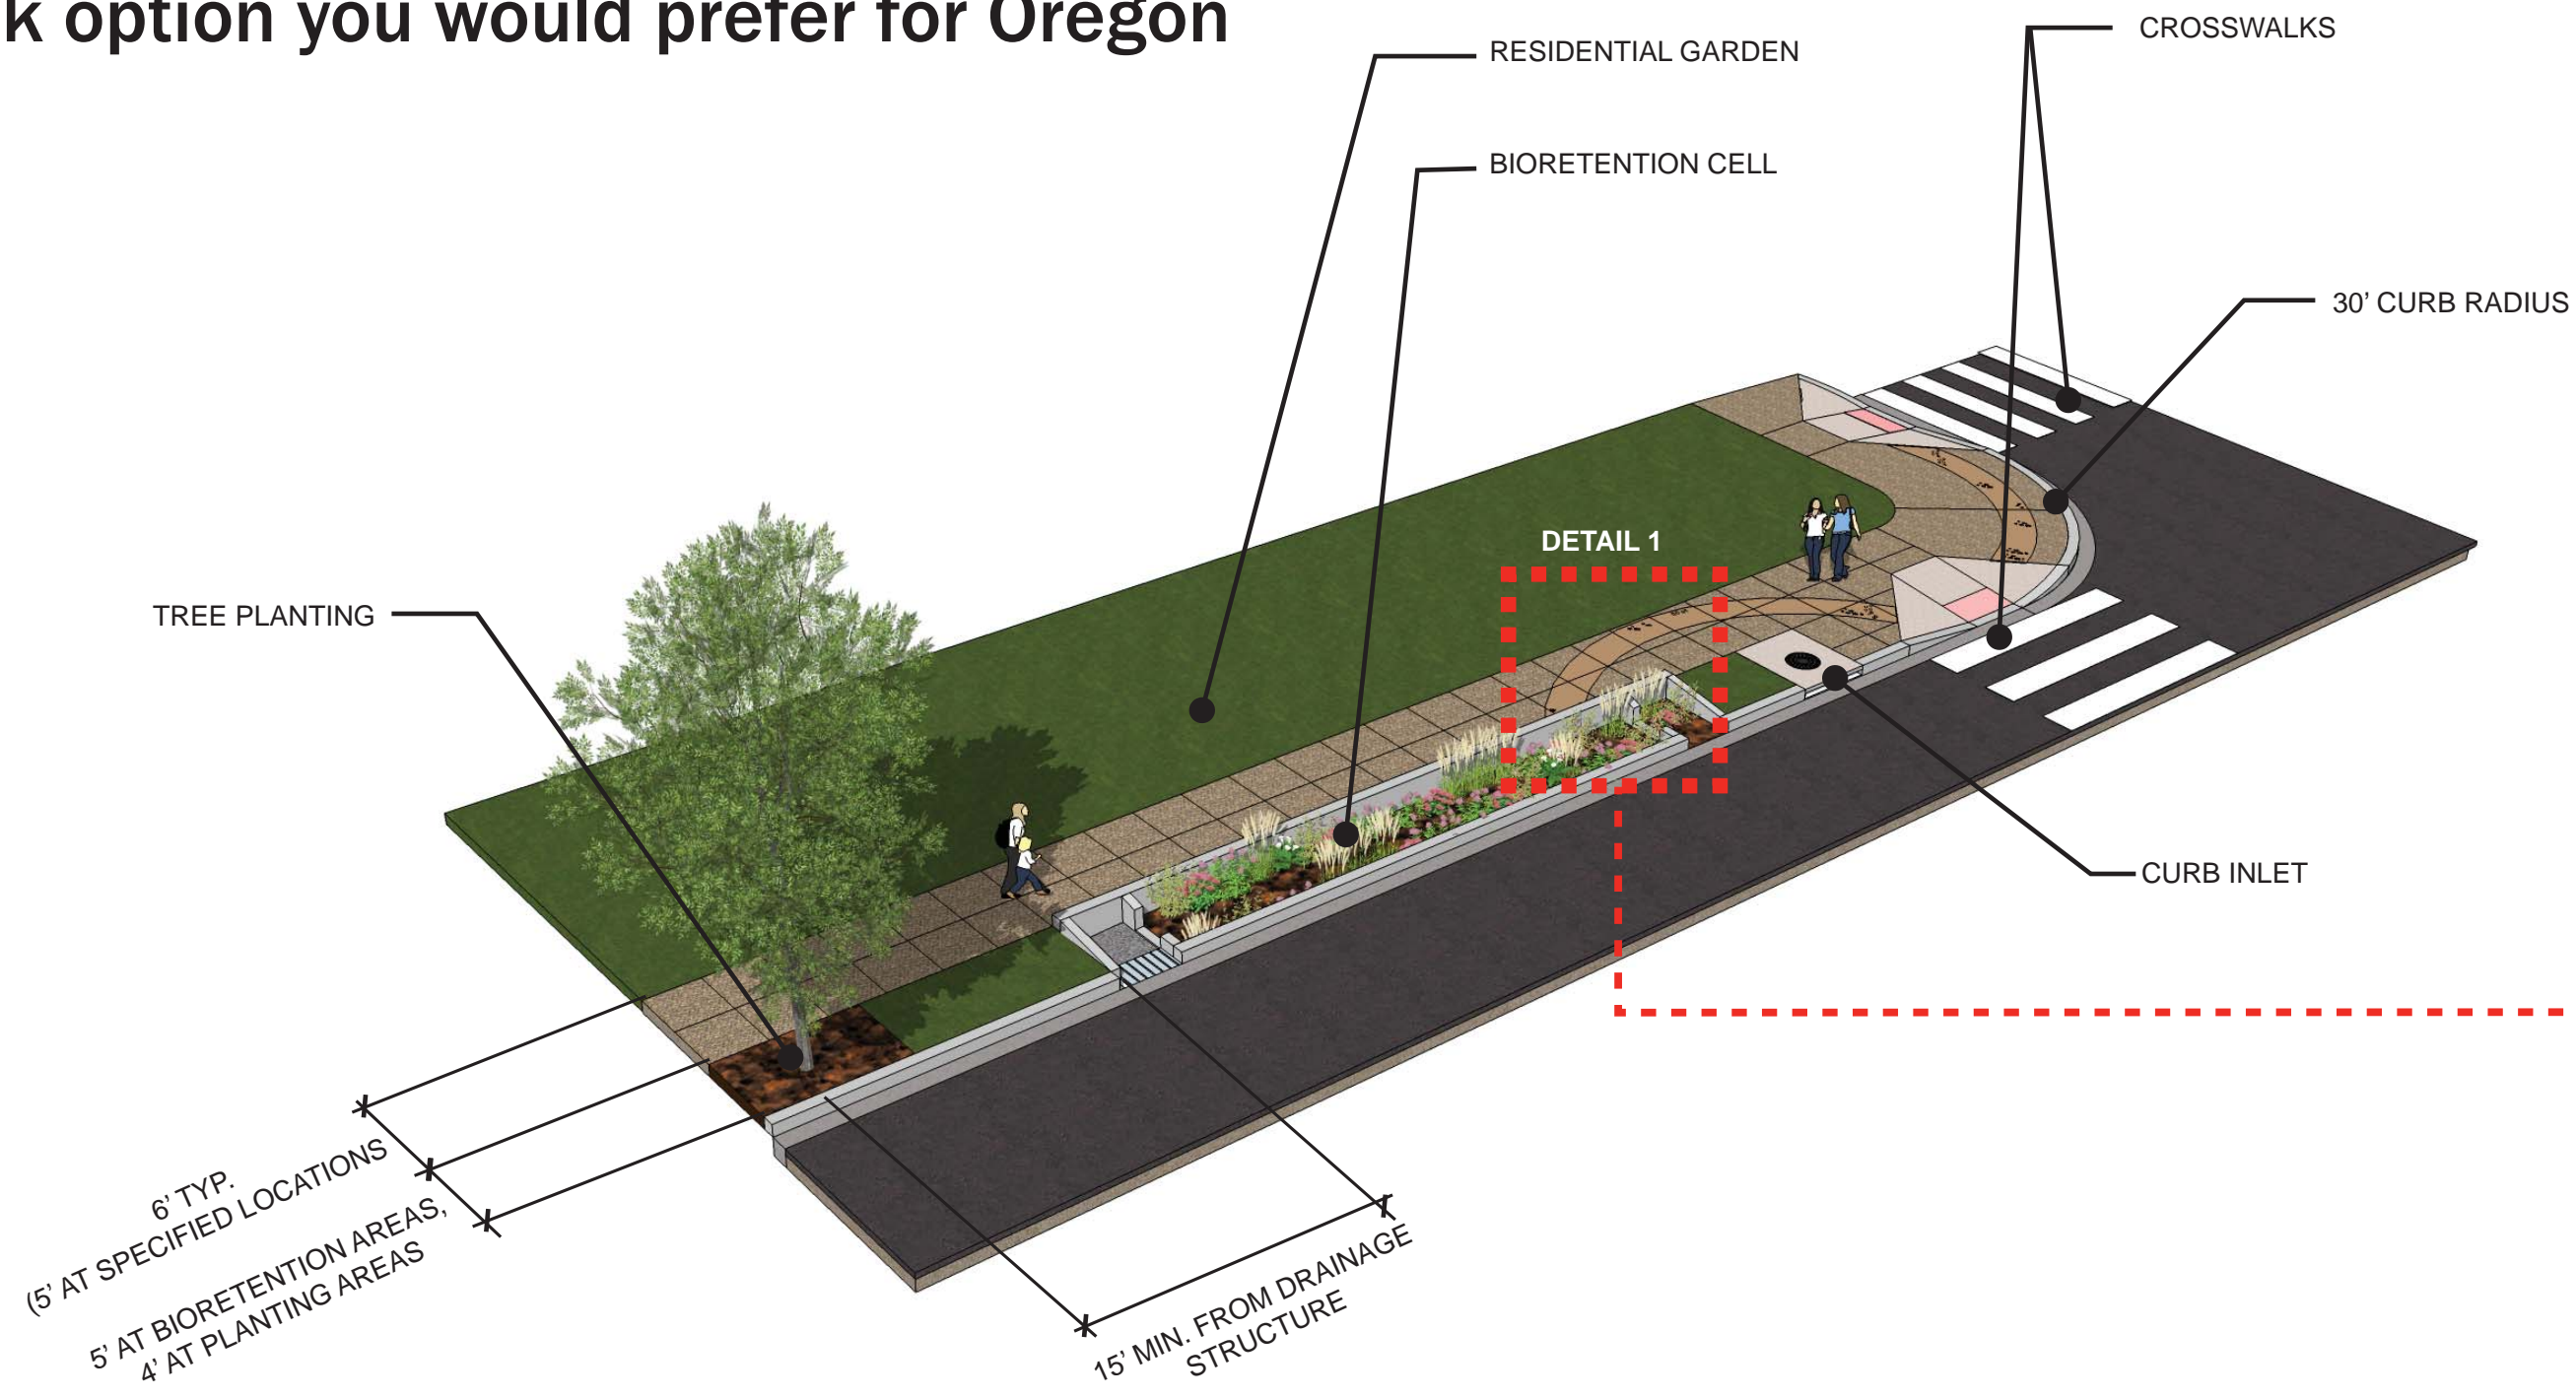 k option you would prefer for Oregon
CROSSWALKS
RESIDENTIAL GARDEN
BIORETENTION CELL
30’ CURB RADIUS
DETAIL 1
TREE PLANTING
CURB INLET
6’ TYP.
(5’ AT SPECIFIED LOCATIONS
5’ AT BIORETENTION AREAS,
4’ AT PLANTING AREAS
15’ MIN. FROM DRAINAGE
STRUCTURE